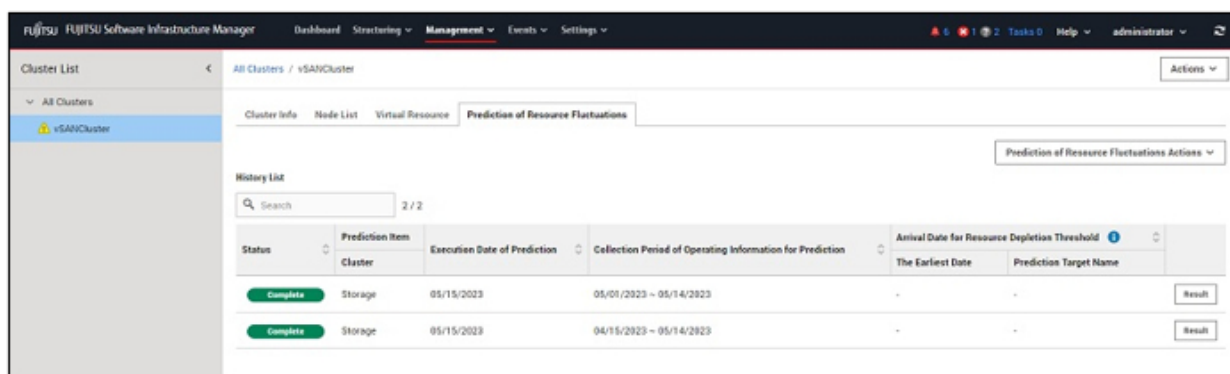 FUJITSU FUJITSU Software Infrastructure Manager Dashboard Structuring Management Events Settings 6 1 2 Tasks 0 Help administrator
Cluster List All Clusters / vSANCluster Actions
All Clusters
vSANCluster
Cluster Info Node List Virtual Resource Prediction of Resource Fluctuations
Prediction of Resource Fluctuations Actions
History List
Search 2 / 2
Status Prediction Item Execution Date of Prediction Collection Period of Operating Information for Prediction Arrival Date for Resource Depletion Threshold
Cluster The Earliest Date Prediction Target Name
Complete Storage 05/15/2023 05/01/2023 ~ 05/14/2023 - - Result
Complete Storage 05/15/2023 04/15/2023 ~ 05/14/2023 - - Result